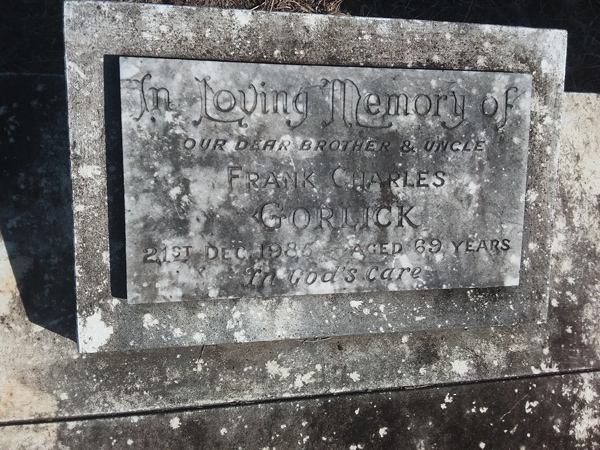 In Loving Memory of
OUR DEAR BROTHER & UNCLE
FRANK CHARLES
GORLICK
21ST DEC. AGED 69 YEARS
In God's Care